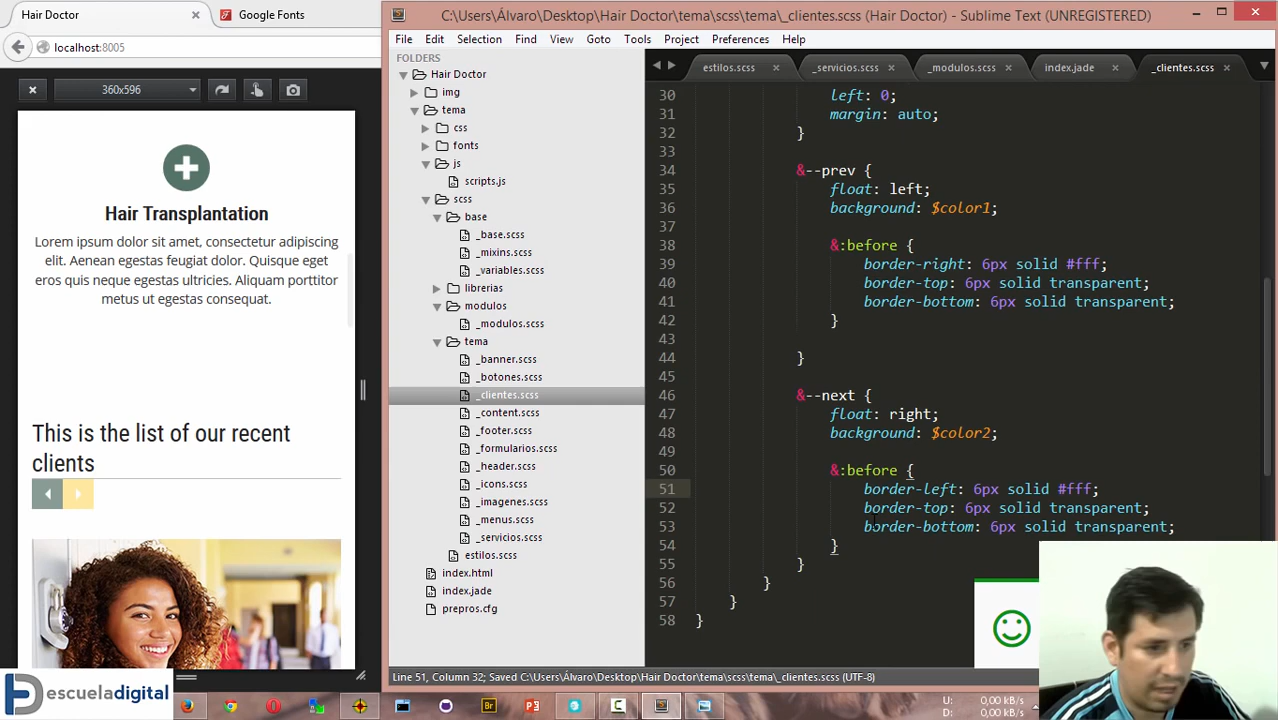 Hair Doctor
Google Fonts
localhost:8005
360x596
Hair Transplantation
Lorem ipsum dolor sit amet, consectetur adipiscing
elit. Aenean egestas feugiat dolor. Quisque eget
eros quis neque egestas ultricies. Aliquam porttitor
metus ut egestas consequat.
This is the list of our recent
clients
escueladigital
C:\Users\Álvaro\Desktop\Hair Doctor\tema\scss\tema\_clientes.scss (Hair Doctor) - Sublime Text (UNREGISTERED)
File Edit Selection Find View Goto Tools Project Preferences Help
FOLDERS
Hair Doctor
img
tema
css
fonts
js
scripts.js
scss
base
_base.scss
_mixins.scss
_variables.scss
librerias
modulos
_modulos.scss
tema
_banner.scss
_botones.scss
_clientes.scss
_content.scss
_footer.scss
_formularios.scss
_header.scss
_icons.scss
_imagenes.scss
_menus.scss
_servicios.scss
estilos.scss
index.html
index.jade
prepros.cfg
estilos.scss _servicios.scss _modulos.scss index.jade _clientes.scss
30 left: 0;
31 margin: auto;
32 }
33
34 &--prev {
35 float: left;
36 background: $color1;
37
38 &:before {
39 border-right: 6px solid #fff;
40 border-top: 6px solid transparent;
41 border-bottom: 6px solid transparent;
42 }
43
44 }
45
46 &--next {
47 float: right;
48 background: $color2;
49
50 &:before {
51 border-left: 6px solid #fff;
52 border-top: 6px solid transparent;
53 border-bottom: 6px solid transparent;
54 }
55 }
56 }
57 }
58 }
Line 51, Column 32; Saved C:\Users\Álvaro\Desktop\Hair Doctor\tema\scss\tema\_clientes.scss (UTF-8)
Br
U: 0,00 kB/s
D: 0,00 kB/s